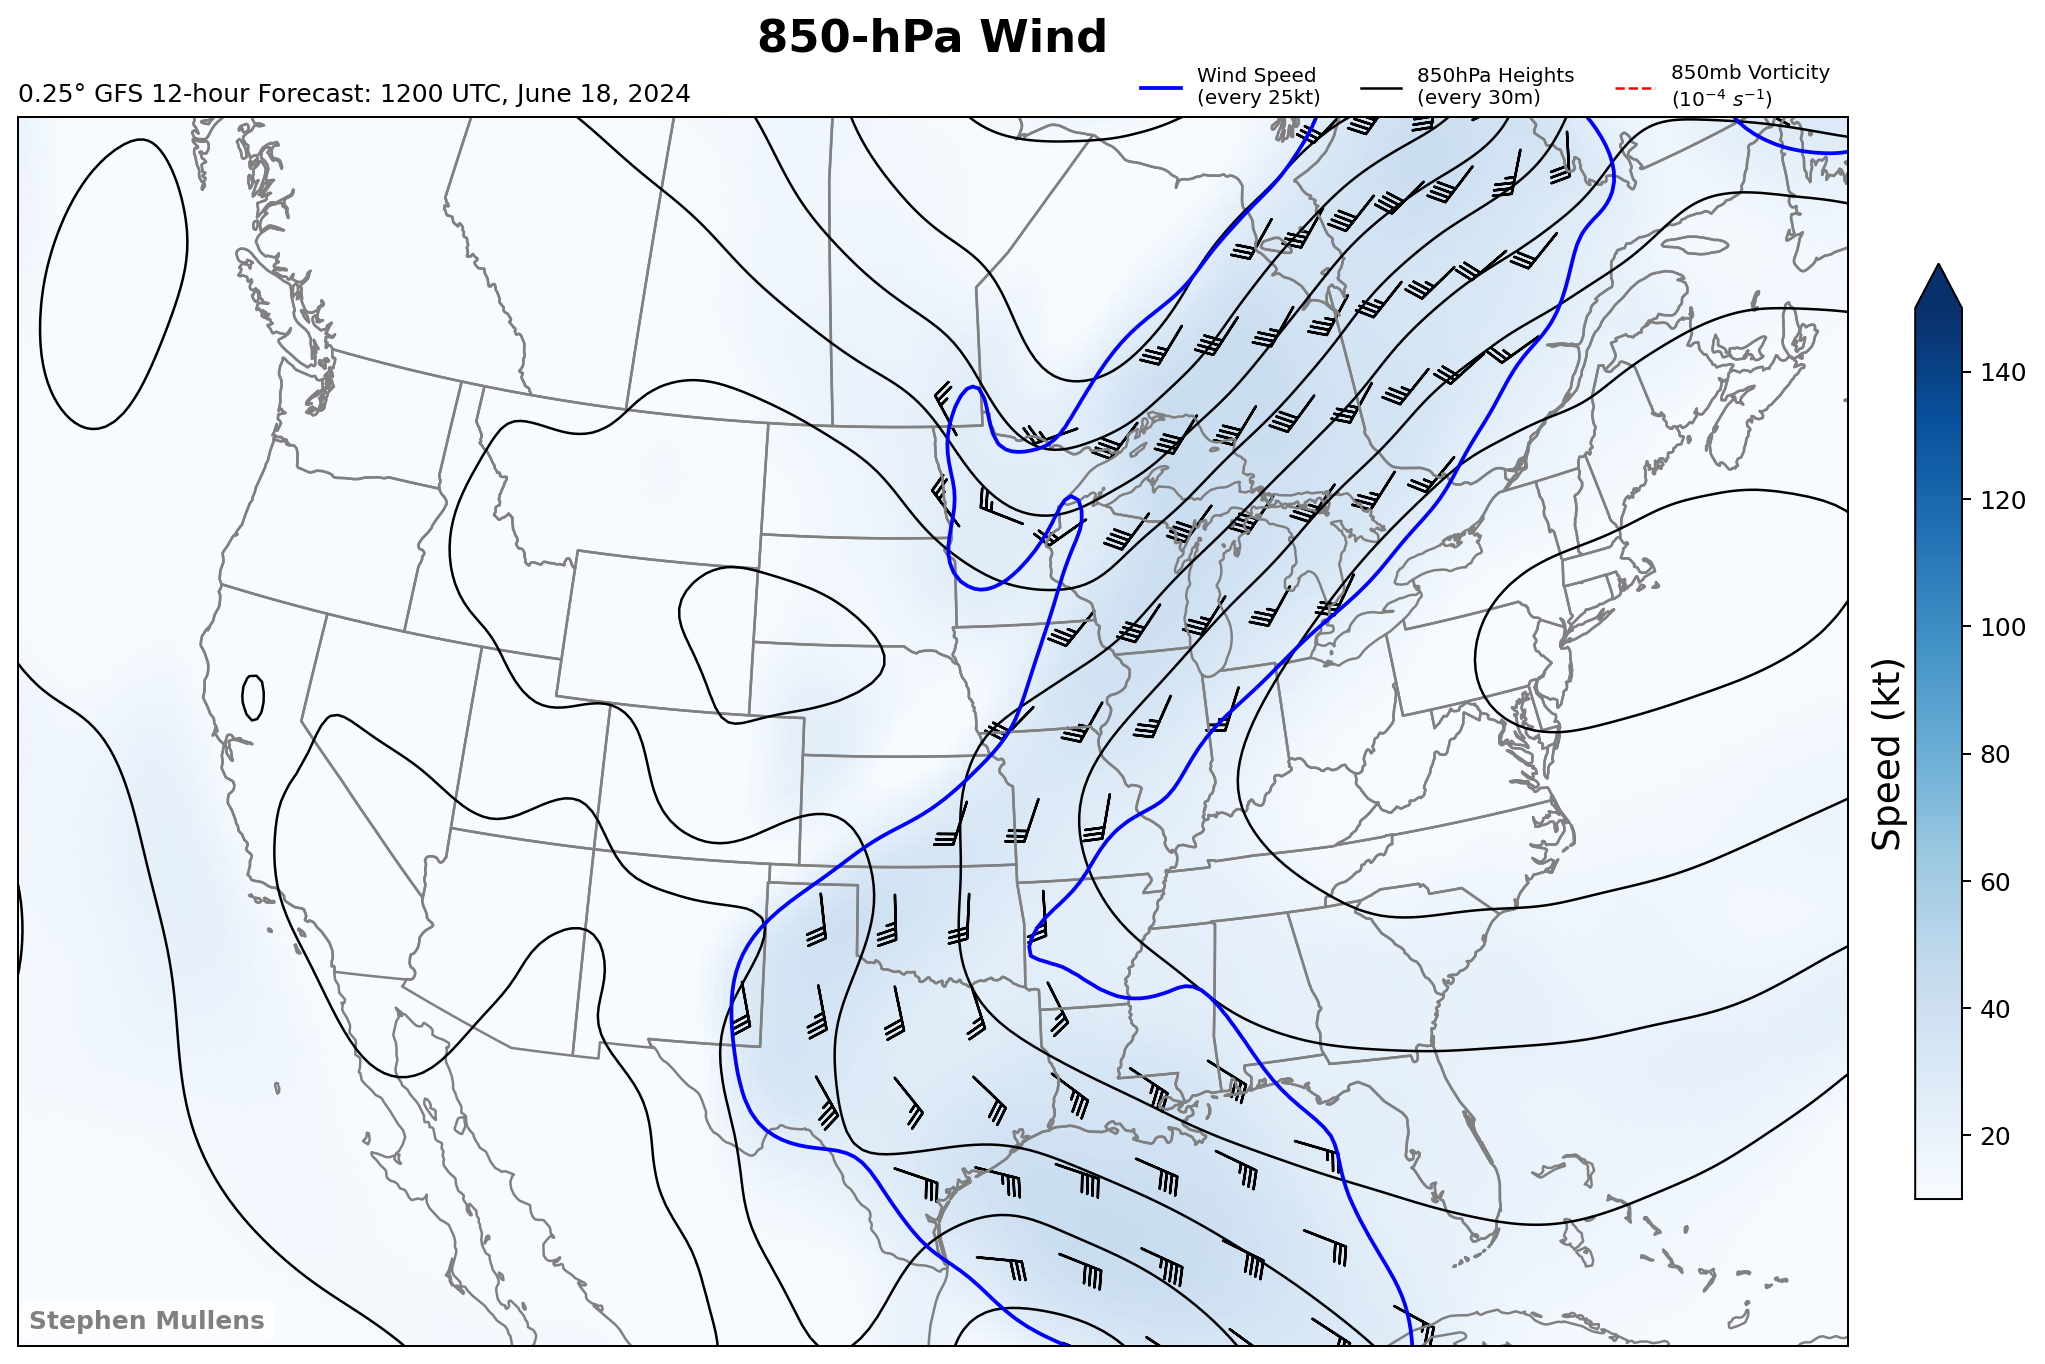 850-hPa Wind
0.25° GFS 12-hour Forecast: 1200 UTC, June 18, 2024
Wind Speed
(every 25kt)
850hPa Heights
(every 30m)
850mb Vorticity
(10⁻⁴ s⁻¹)
140
120
100
80
60
40
20
Speed (kt)
Stephen Mullens